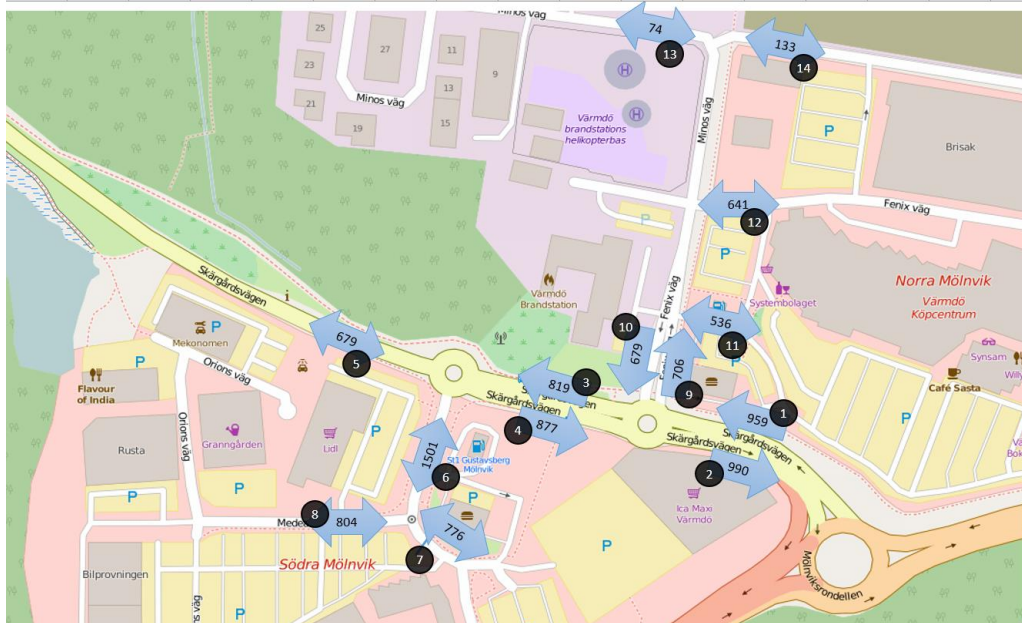 Minos väg
74
13
133
14
25
27
11
9
23
13
21
15
19
Minos väg
H
H
Värmdö
brandstations
helikopterbas
Minos väg
P
Brisak
641
12
Fenix väg
P
P
Skärgårdsvägen
i
Värmdö
Brandstation
Fenix väg
Systembolaget
Norra Mölnvik
Värmdö
Köpcentrum
Synsam
Café Sasta
10
679
706
9
536
11
P
Mekonomen
P
P
679
5
Orions väg
Flavour
of India
Rusta
Granngården
Lidl
P
P
P
Orions väg
819
3
Skärgårdsvägen
4
877
959
1
Skärgårdsvägen
Skärgårdsvägen
2
990
P
Ica Maxi
Värmdö
P
1501
6
St1 Gustavsberg
Mölnvik
P
8
804
776
7
Södra Mölnvik
Bilprovningen
P
P
Mölnviksrondellen